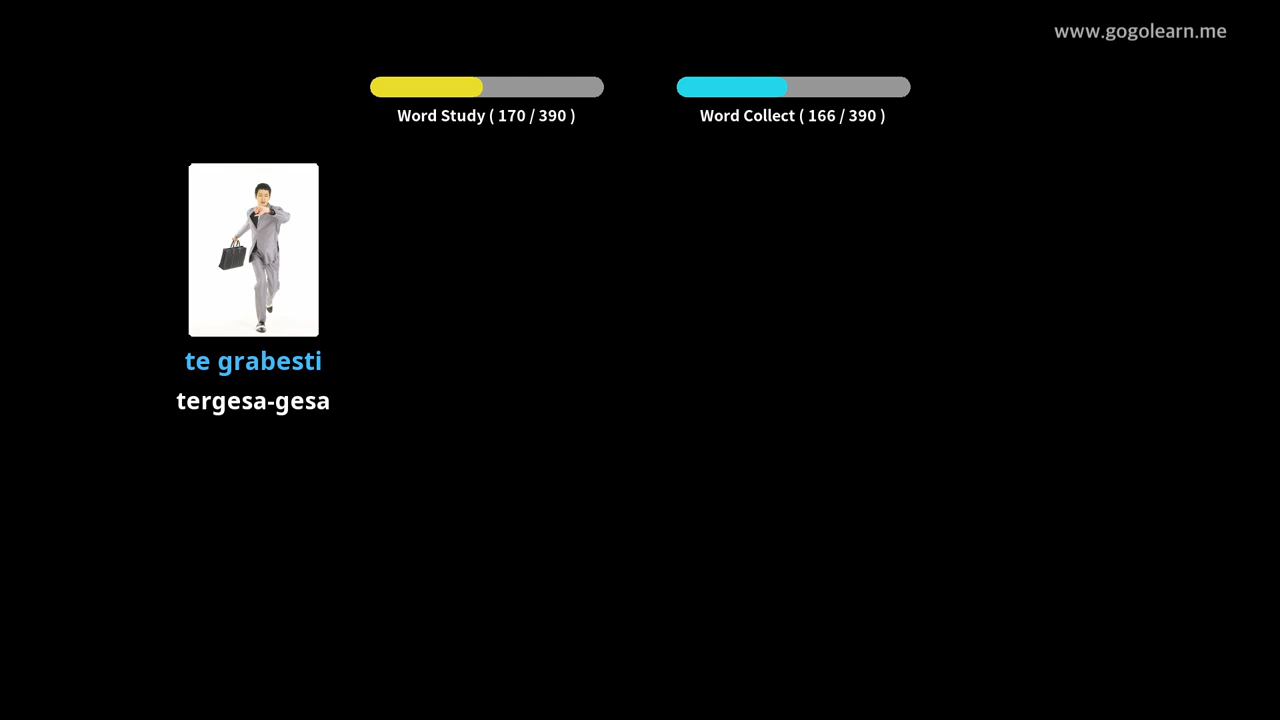 www.gogolearn.me
Word Study ( 170 / 390 )
Word Collect ( 166 / 390 )
te grabesti
tergesa-gesa